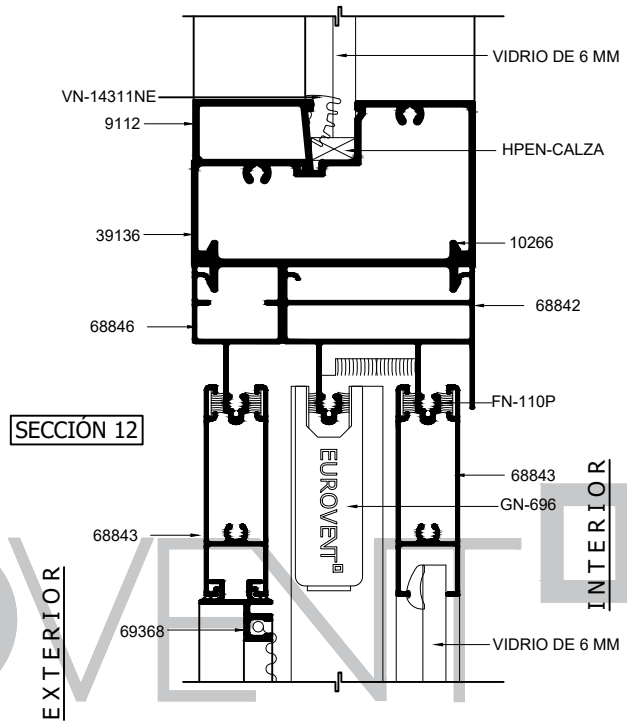 VIDRIO DE 6 MM
VN-14311NE
9112
HPEN-CALZA
39136
10266
68842
68846
FN-110P
SECCIÓN 12
68843
GN-696
EUROVENT
68843
INTERIOR
EXTERIOR
69368
VIDRIO DE 6 MM
OVENT